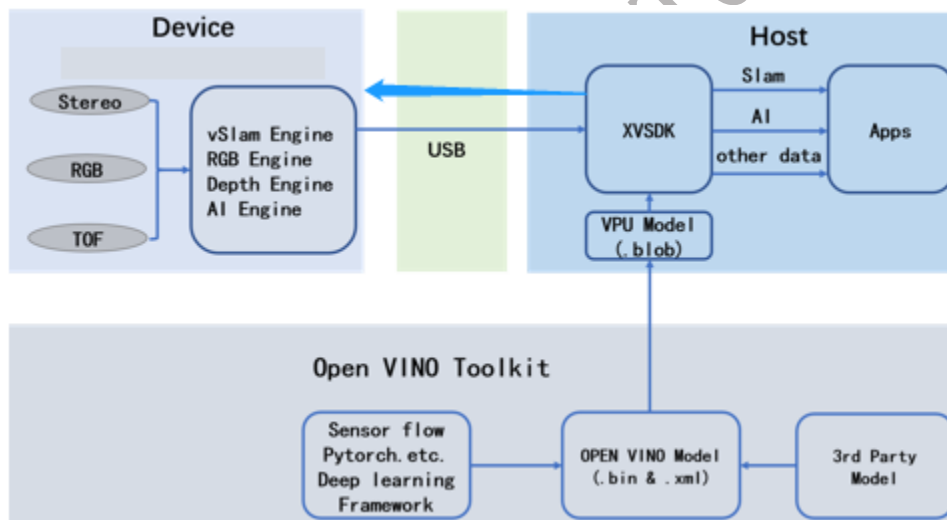 Device
Host
Stereo
RGB
TOF
vSlam Engine
RGB Engine
Depth Engine
AI Engine
USB
XVSDK
Slam
AI
other data
Apps
VPU Model
(.blob)
Open VINO Toolkit
Sensor flow
Pytorch.etc.
Deep learning
Framework
OPEN VINO Model
(.bin & .xml)
3rd Party
Model